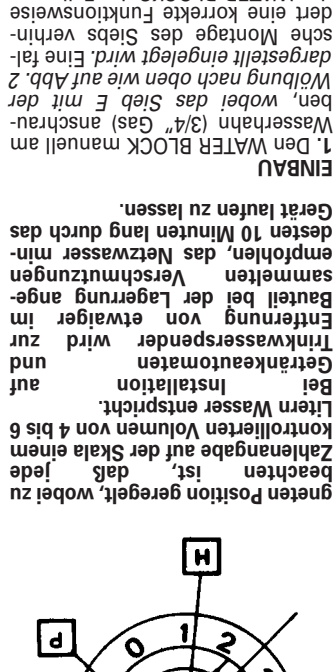 H
P
2 1 0
gneten Position geregelt, wobei zu
beachten ist, daß jede
Zahlenangabe auf der Skala einem
kontrollierten Volumen von 4 bis 6
Litern Wasser entspricht.
Bei Installation auf
Getränkeautomaten und
Trinkwasserspender wird zur
Entfernung von etwaiger im
Bauteil bei der Lagerrung ange-
sammelten Verschmutzungen
empfohlen, das Netzwasser min-
desten 10 Minuten lang durch das
Gerät laufen zu lassen.
EINBAU
1. Den WATER BLOCK manuell am
Wasserhahn (3/4" Gas) anschrau-
ben, wobei das Sieb E mit der
Wölbung nach oben wie auf Abb. 2
dargestellt eingelegt wird. Eine fal-
sche Montage des Siebs verhin-
dert eine korrekte Funktionsweise